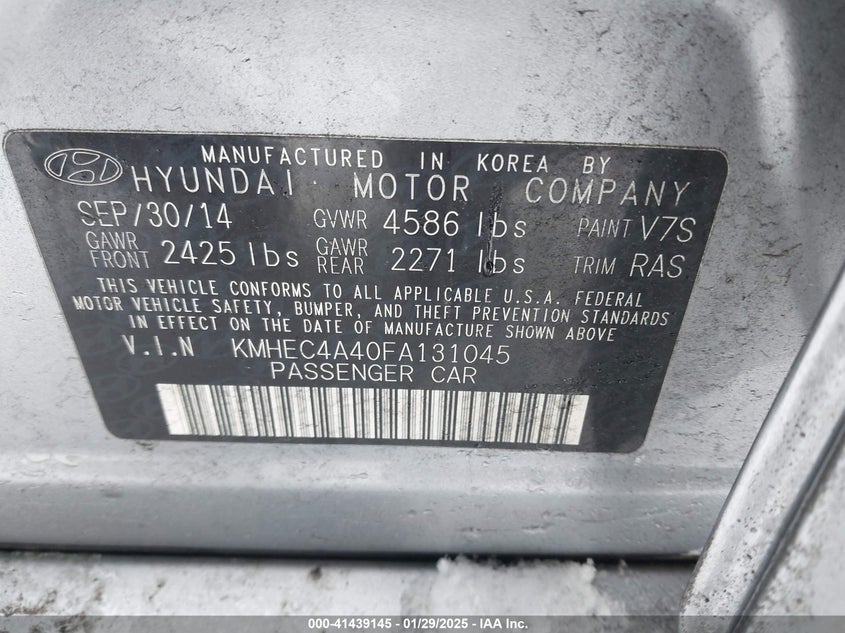 MANUFACTURED IN KOREA BY
HYUNDAI MOTOR COMPANY
SEP/30/14 GVWR 4586 lbs PAINT V7S
GAWR FRONT 2425 lbs GAWR REAR 2271 lbs TRIM RAS
THIS VEHICLE CONFORMS TO ALL APPLICABLE U.S.A. FEDERAL
MOTOR VEHICLE SAFETY, BUMPER, AND THEFT PREVENTION STANDARDS
IN EFFECT ON THE DATE OF MANUFACTURE SHOWN ABOVE
V.I.N KMHEC4A40FA131045
PASSENGER CAR
000-41439145 - 01/29/2025 - IAA Inc.